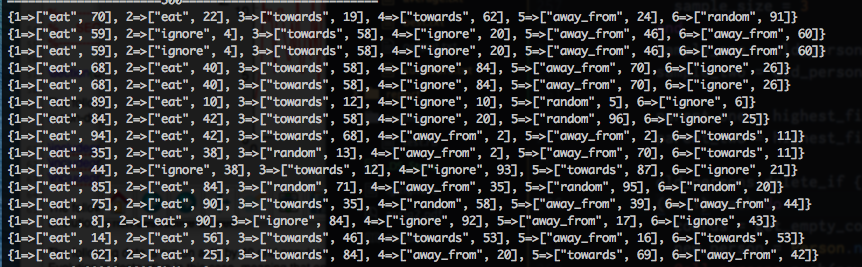 {1=>["eat", 70], 2=>["eat", 22], 3=>["towards", 19], 4=>["towards", 62], 5=>["away_from", 24], 6=>["random", 91]}
{1=>["eat", 59], 2=>["ignore", 4], 3=>["towards", 58], 4=>["ignore", 20], 5=>["away_from", 46], 6=>["away_from", 60]}
{1=>["eat", 59], 2=>["ignore", 4], 3=>["towards", 58], 4=>["ignore", 20], 5=>["away_from", 46], 6=>["away_from", 60]}
{1=>["eat", 68], 2=>["eat", 40], 3=>["towards", 58], 4=>["ignore", 84], 5=>["away_from", 70], 6=>["ignore", 26]}
{1=>["eat", 68], 2=>["eat", 40], 3=>["towards", 58], 4=>["ignore", 84], 5=>["away_from", 70], 6=>["ignore", 26]}
{1=>["eat", 89], 2=>["eat", 10], 3=>["towards", 12], 4=>["ignore", 10], 5=>["random", 5], 6=>["ignore", 6]}
{1=>["eat", 84], 2=>["eat", 42], 3=>["towards", 58], 4=>["ignore", 20], 5=>["random", 96], 6=>["ignore", 25]}
{1=>["eat", 94], 2=>["eat", 42], 3=>["towards", 68], 4=>["away_from", 2], 5=>["away_from", 2], 6=>["towards", 11]}
{1=>["eat", 35], 2=>["eat", 38], 3=>["random", 13], 4=>["away_from", 2], 5=>["away_from", 70], 6=>["towards", 11]}
{1=>["eat", 44], 2=>["ignore", 38], 3=>["towards", 12], 4=>["ignore", 93], 5=>["towards", 87], 6=>["ignore", 21]}
{1=>["eat", 85], 2=>["eat", 84], 3=>["random", 71], 4=>["away_from", 35], 5=>["random", 95], 6=>["random", 20]}
{1=>["eat", 75], 2=>["eat", 90], 3=>["towards", 35], 4=>["random", 58], 5=>["away_from", 39], 6=>["away_from", 44]}
{1=>["eat", 8], 2=>["eat", 90], 3=>["ignore", 84], 4=>["ignore", 92], 5=>["away_from", 17], 6=>["ignore", 43]}
{1=>["eat", 14], 2=>["eat", 56], 3=>["towards", 46], 4=>["towards", 53], 5=>["away_from", 16], 6=>["towards", 53]}
{1=>["eat", 62], 2=>["eat", 25], 3=>["towards", 84], 4=>["away_from", 20], 5=>["towards", 69], 6=>["away_from", 42]}